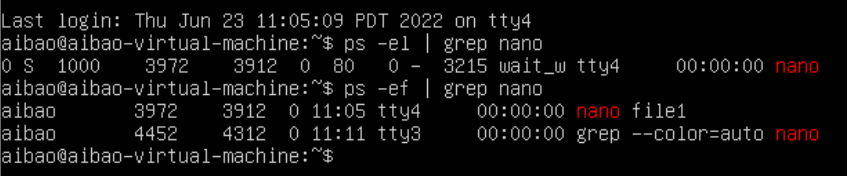 Last login: Thu Jun 23 11:05:09 PDT 2022 on tty4
aibao@aibao-virtual-machine:~$ ps -el | grep nano
0 S  1000    3972    3912  0  80   0 -  3215 wait_w tty4     00:00:00 nano
aibao@aibao-virtual-machine:~$ ps -ef | grep nano
aibao       3972    3912  0 11:05 tty4     00:00:00 nano file1
aibao       4452    4312  0 11:11 tty3     00:00:00 grep --color=auto nano
aibao@aibao-virtual-machine:~$